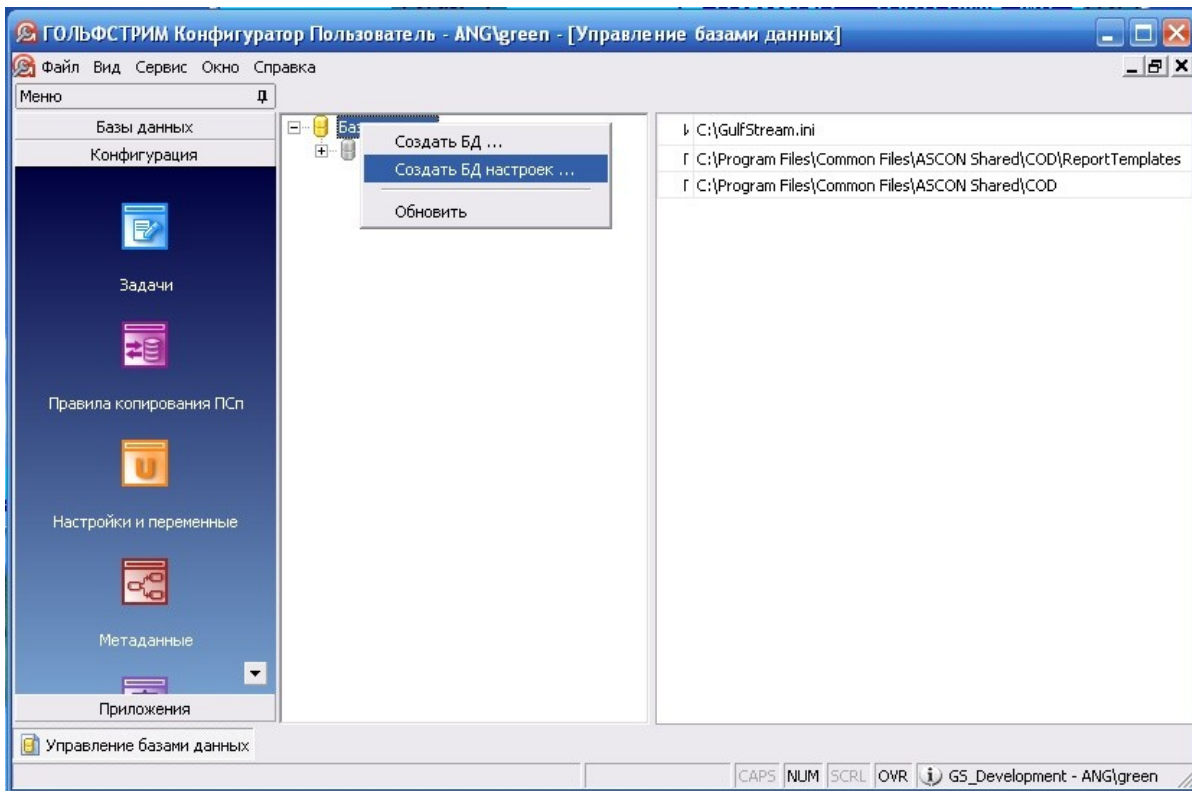 ГОЛЬФСТРИМ Конфигуратор Пользователь - ANG\green - [Управление базами данных]
Файл Вид Сервис Окно Справка
Меню
Базы данных
Конфигурация
Задачи
Правила копирования ПСп
Настройки и переменные
Метаданные
Приложения
Создать БД ...
Создать БД настроек ...
Обновить
C:\GulfStream.ini
C:\Program Files\Common Files\ASCON Shared\COD\ReportTemplates
C:\Program Files\Common Files\ASCON Shared\COD
Управление базами данных
CAPS NUM SCRL OVR GS_Development - ANG\green